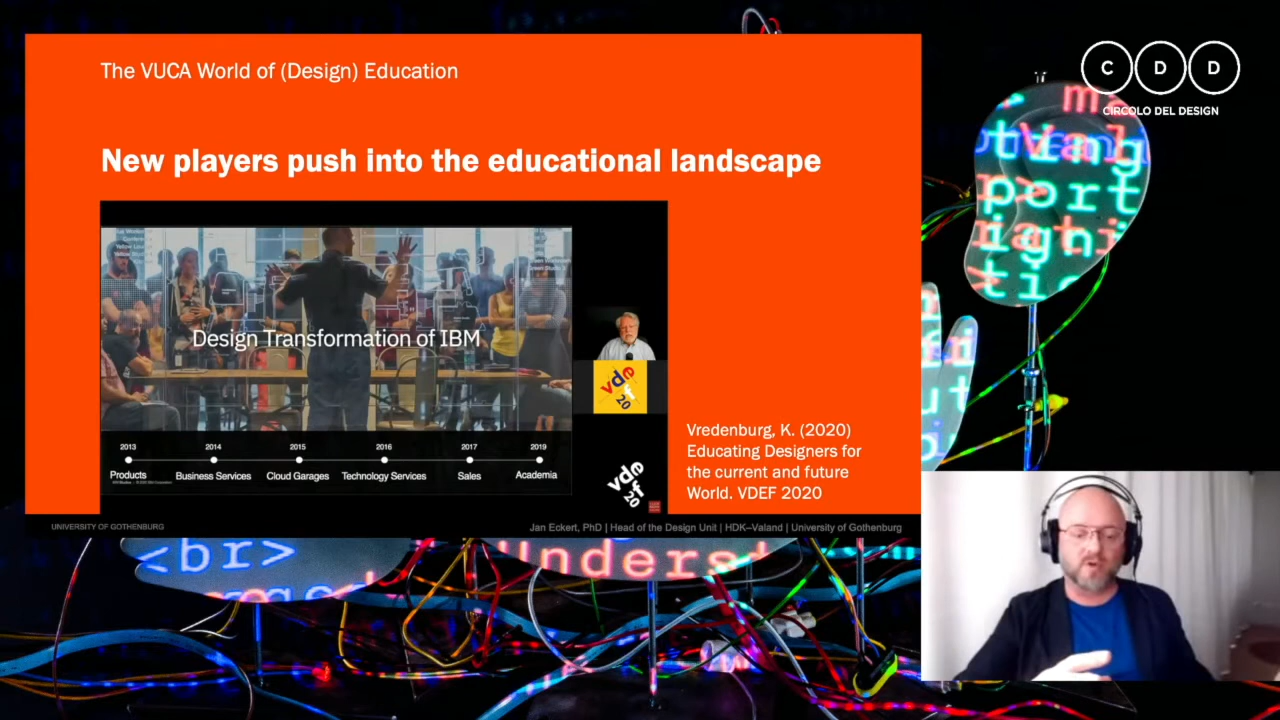 The VUCA World of (Design) Education
New players push into the educational landscape
Design Transformation of IBM
2013
2014
2015
2016
2017
2019
Products
Business Services
Cloud Garages
Technology Services
Sales
Academia
vdef
20
vdef
20
Vredenburg, K. (2020)
Educating Designers for
the current and future
World. VDEF 2020
UNIVERSITY OF GOTHENBURG
Jan Eckert, PhD | Head of the Design Unit | HDK–Valand | University of Gothenburg
C D D
CIRCOLO DEL DESIGN
ting
port
<br>
Unders